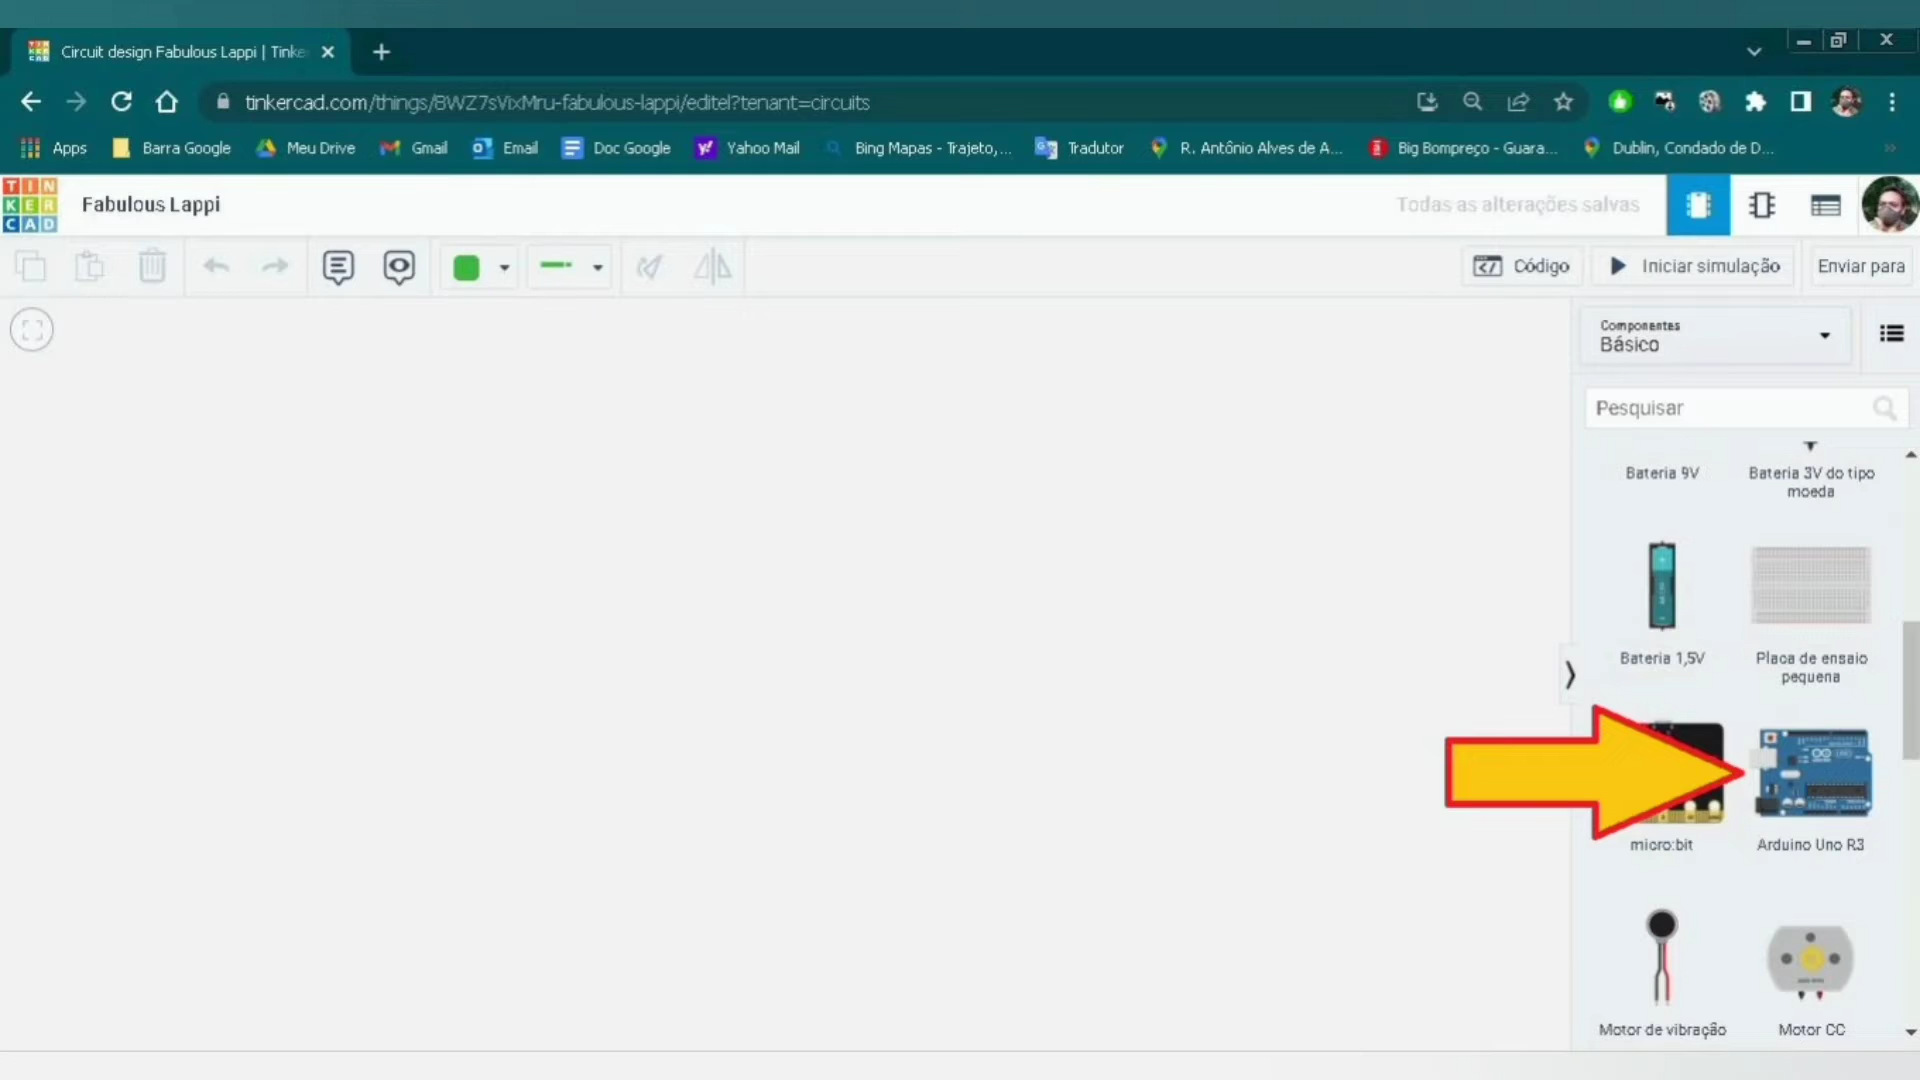 Circuit design Fabulous Lappi | Tinke
tinkercad.com/things/8WZ7sVixMru-fabulous-lappi/editel?tenant=circuits
Apps
Barra Google
Meu Drive
Gmail
Email
Doc Google
Yahoo Mail
Bing Mapas - Trajeto,...
Tradutor
R. Antônio Alves de A...
Big Bompreço - Guara...
Dublin, Condado de D...
TIN
KER
CAD
Fabulous Lappi
Todas as alterações salvas
Código
Iniciar simulação
Enviar para
Componentes
Básico
Pesquisar
Bateria 9V
Bateria 3V do tipo
moeda
Bateria 1,5V
Placa de ensaio
pequena
micro:bit
Arduino Uno R3
Motor de vibração
Motor CC